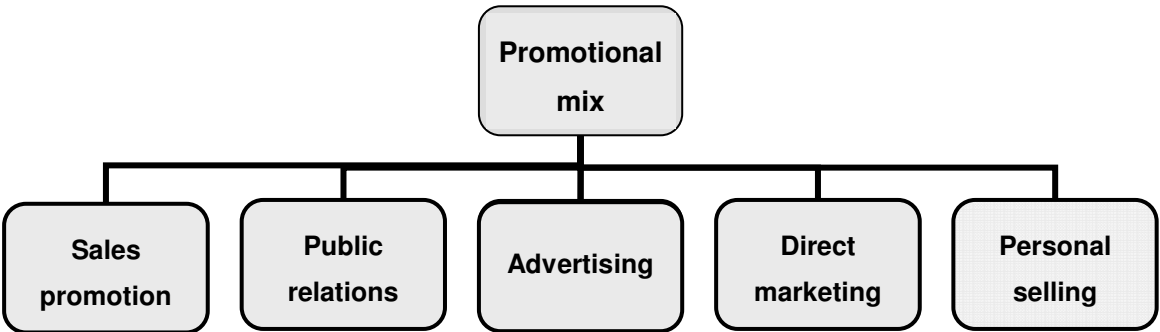 Promotional
mix
Sales
promotion
Public
relations
Advertising
Direct
marketing
Personal
selling